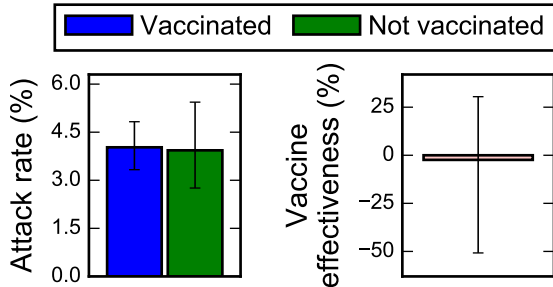 Vaccinated
Not vaccinated
Attack rate (%)
6.0
4.5
3.0
1.5
0.0
Vaccine
effectiveness (%)
25
0
−25
−50